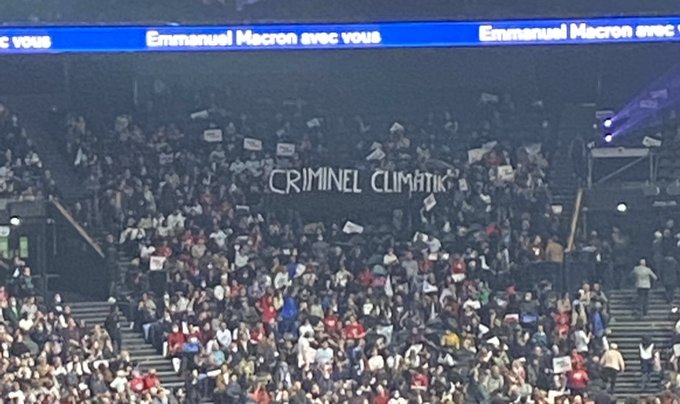 c vous
Emmanuel Macron avec vous
Emmanuel Macron avec v
CRIMINEL CLIMATIK